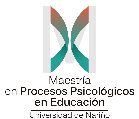 Maestría
en Procesos Psicológicos
en Educación
Universidad de Nariño